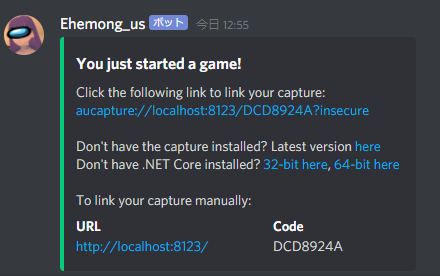 Ehemong_us ボット 今日 12:55
You just started a game!
Click the following link to link your capture:
aucapture://localhost:8123/DCD8924A?insecure
Don't have the capture installed? Latest version here
Don't have .NET Core installed? 32-bit here, 64-bit here
To link your capture manually:
URL Code
http://localhost:8123/ DCD8924A